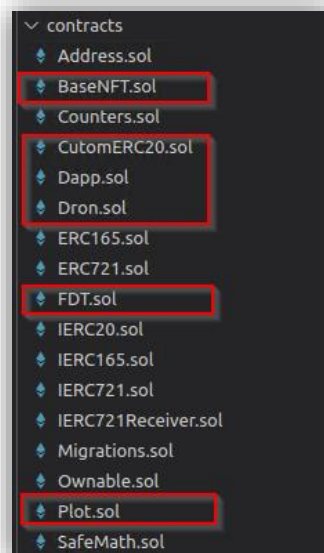 contracts
Address.sol
BaseNFT.sol
Counters.sol
CutomERC20.sol
Dapp.sol
Dron.sol
ERC165.sol
ERC721.sol
FDT.sol
IERC20.sol
IERC165.sol
IERC721.sol
IERC721Receiver.sol
Migrations.sol
Ownable.sol
Plot.sol
SafeMath.sol